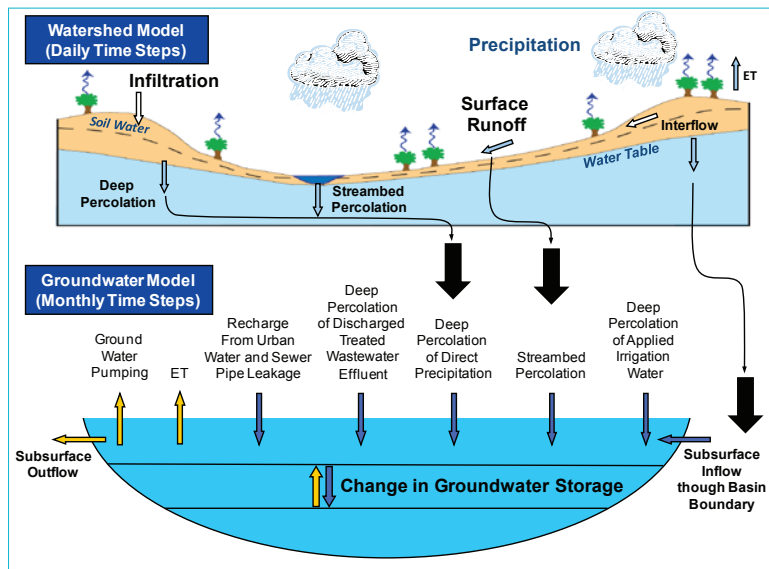 Watershed Model
(Daily Time Steps)
Precipitation
Infiltration
ET
Surface
Runoff
Soil Water
Interflow
Water Table
Deep
Percolation
Streambed
Percolation
Groundwater Model
(Monthly Time Steps)
Ground
Water
Pumping
ET
Recharge
From Urban
Water and Sewer
Pipe Leakage
Deep
Percolation
of Discharged
Treated
Wastewater
Effluent
Deep
Percolation
of Direct
Precipitation
Streambed
Percolation
Deep
Percolation
of Applied
Irrigation
Water
Subsurface
Outflow
Subsurface
Inflow
though Basin
Boundary
Change in Groundwater Storage